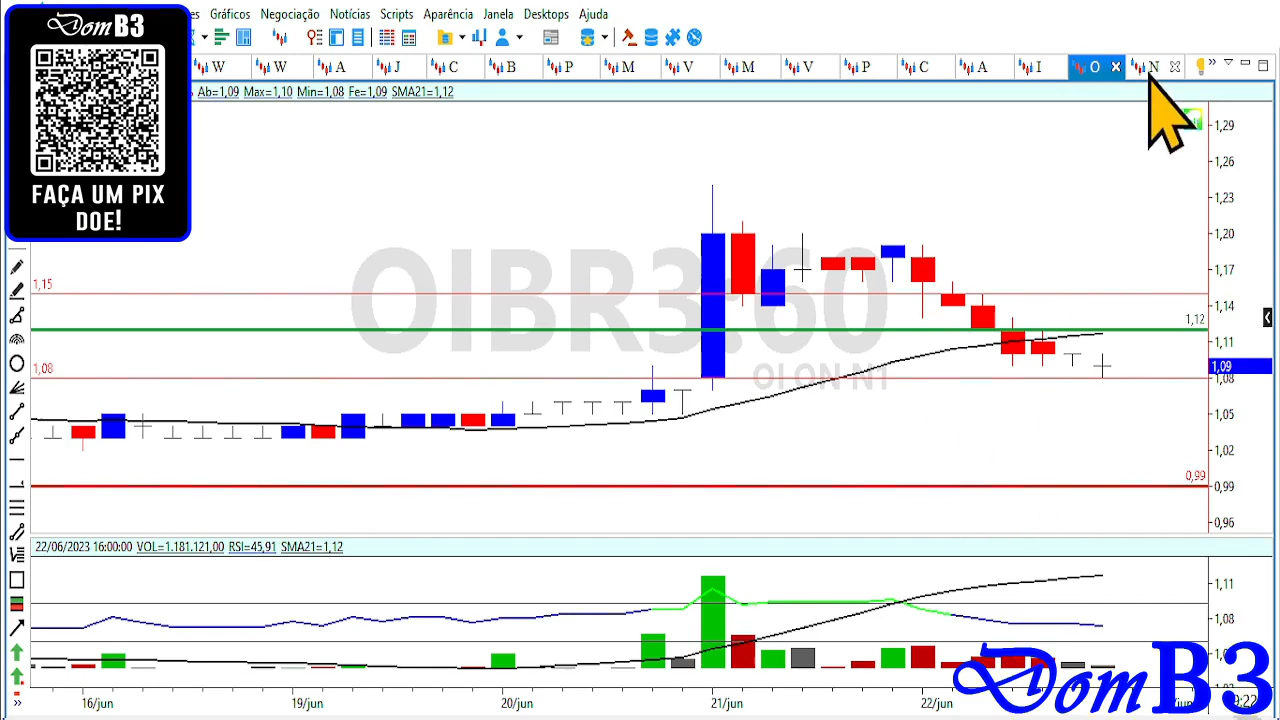 Dom B3
FAÇA UM PIX
DOE!
es Gráficos Negociação Notícias Scripts Aparência Janela Desktops Ajuda
W W A J C B P M V M V P C A I O N
Ab=1,09 Max=1,10 Min=1,08 Fe=1,09 SMA21=1,12
OIBR3:60
OI ON N1
1,15
1,12
1,08
0,99
1,29
1,26
1,23
1,20
1,17
1,14
1,11
1,09
1,08
1,05
1,02
0,99
0,96
22/06/2023 16:00:00 VOL=1.181.121,00 RSI=45,91 SMA21=1,12
1,11
1,08
16/jun 19/jun 20/jun 21/jun 22/jun
Dom B3